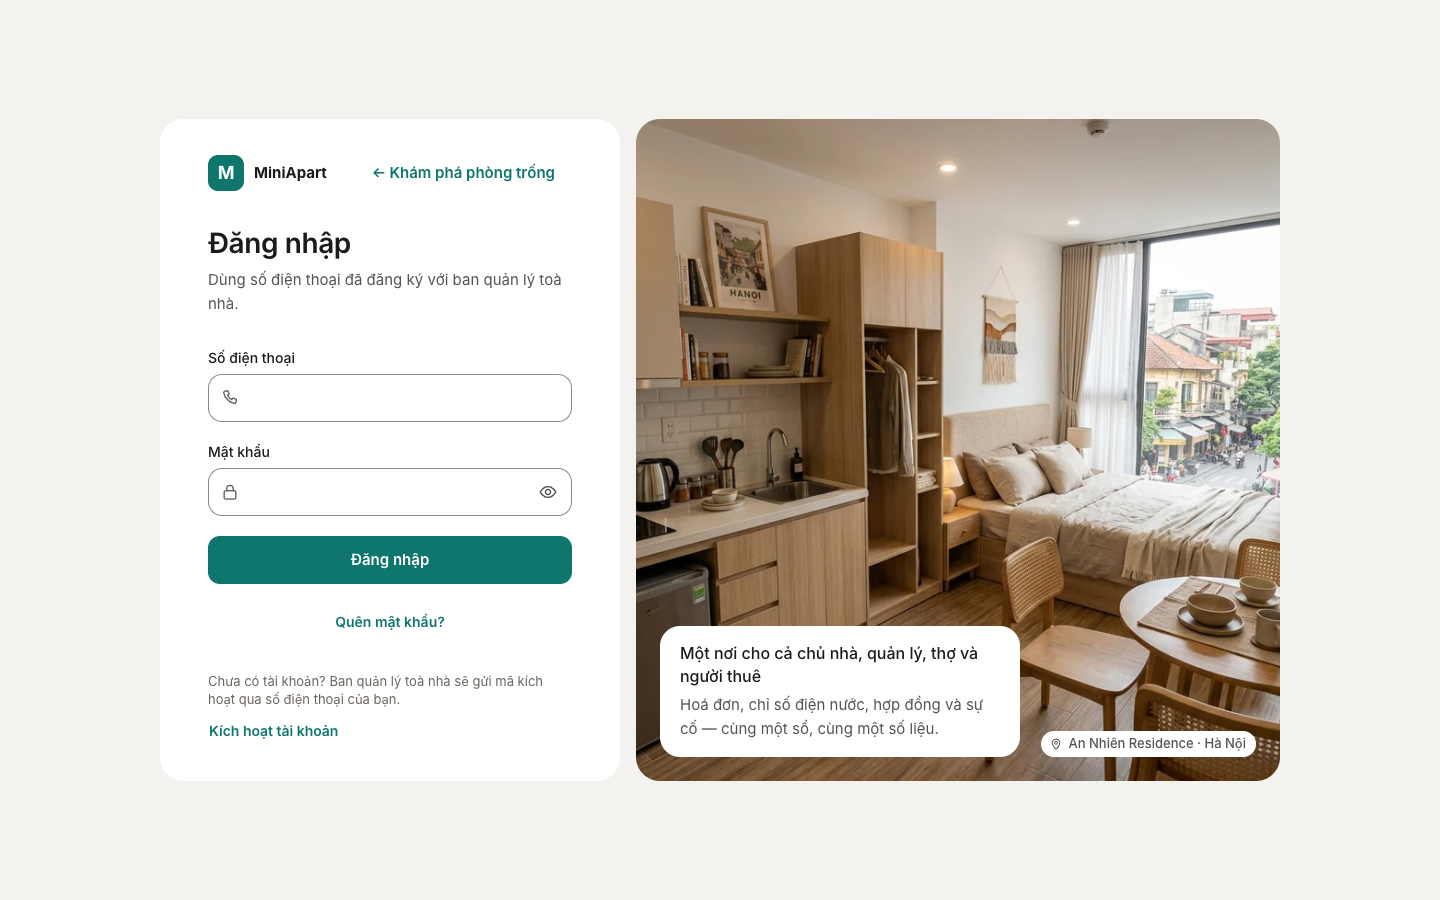 M MiniApart
← Khám phá phòng trống
Đăng nhập
Dùng số điện thoại đã đăng ký với ban quản lý toà
nhà.
Số điện thoại
Mật khẩu
Đăng nhập
Quên mật khẩu?
Chưa có tài khoản? Ban quản lý toà nhà sẽ gửi mã kích
hoạt qua số điện thoại của bạn.
Kích hoạt tài khoản
HANOI
Một nơi cho cả chủ nhà, quản lý, thợ và
người thuê
Hoá đơn, chỉ số điện nước, hợp đồng và sự
cố — cùng một sổ, cùng một số liệu.
An Nhiên Residence · Hà Nội